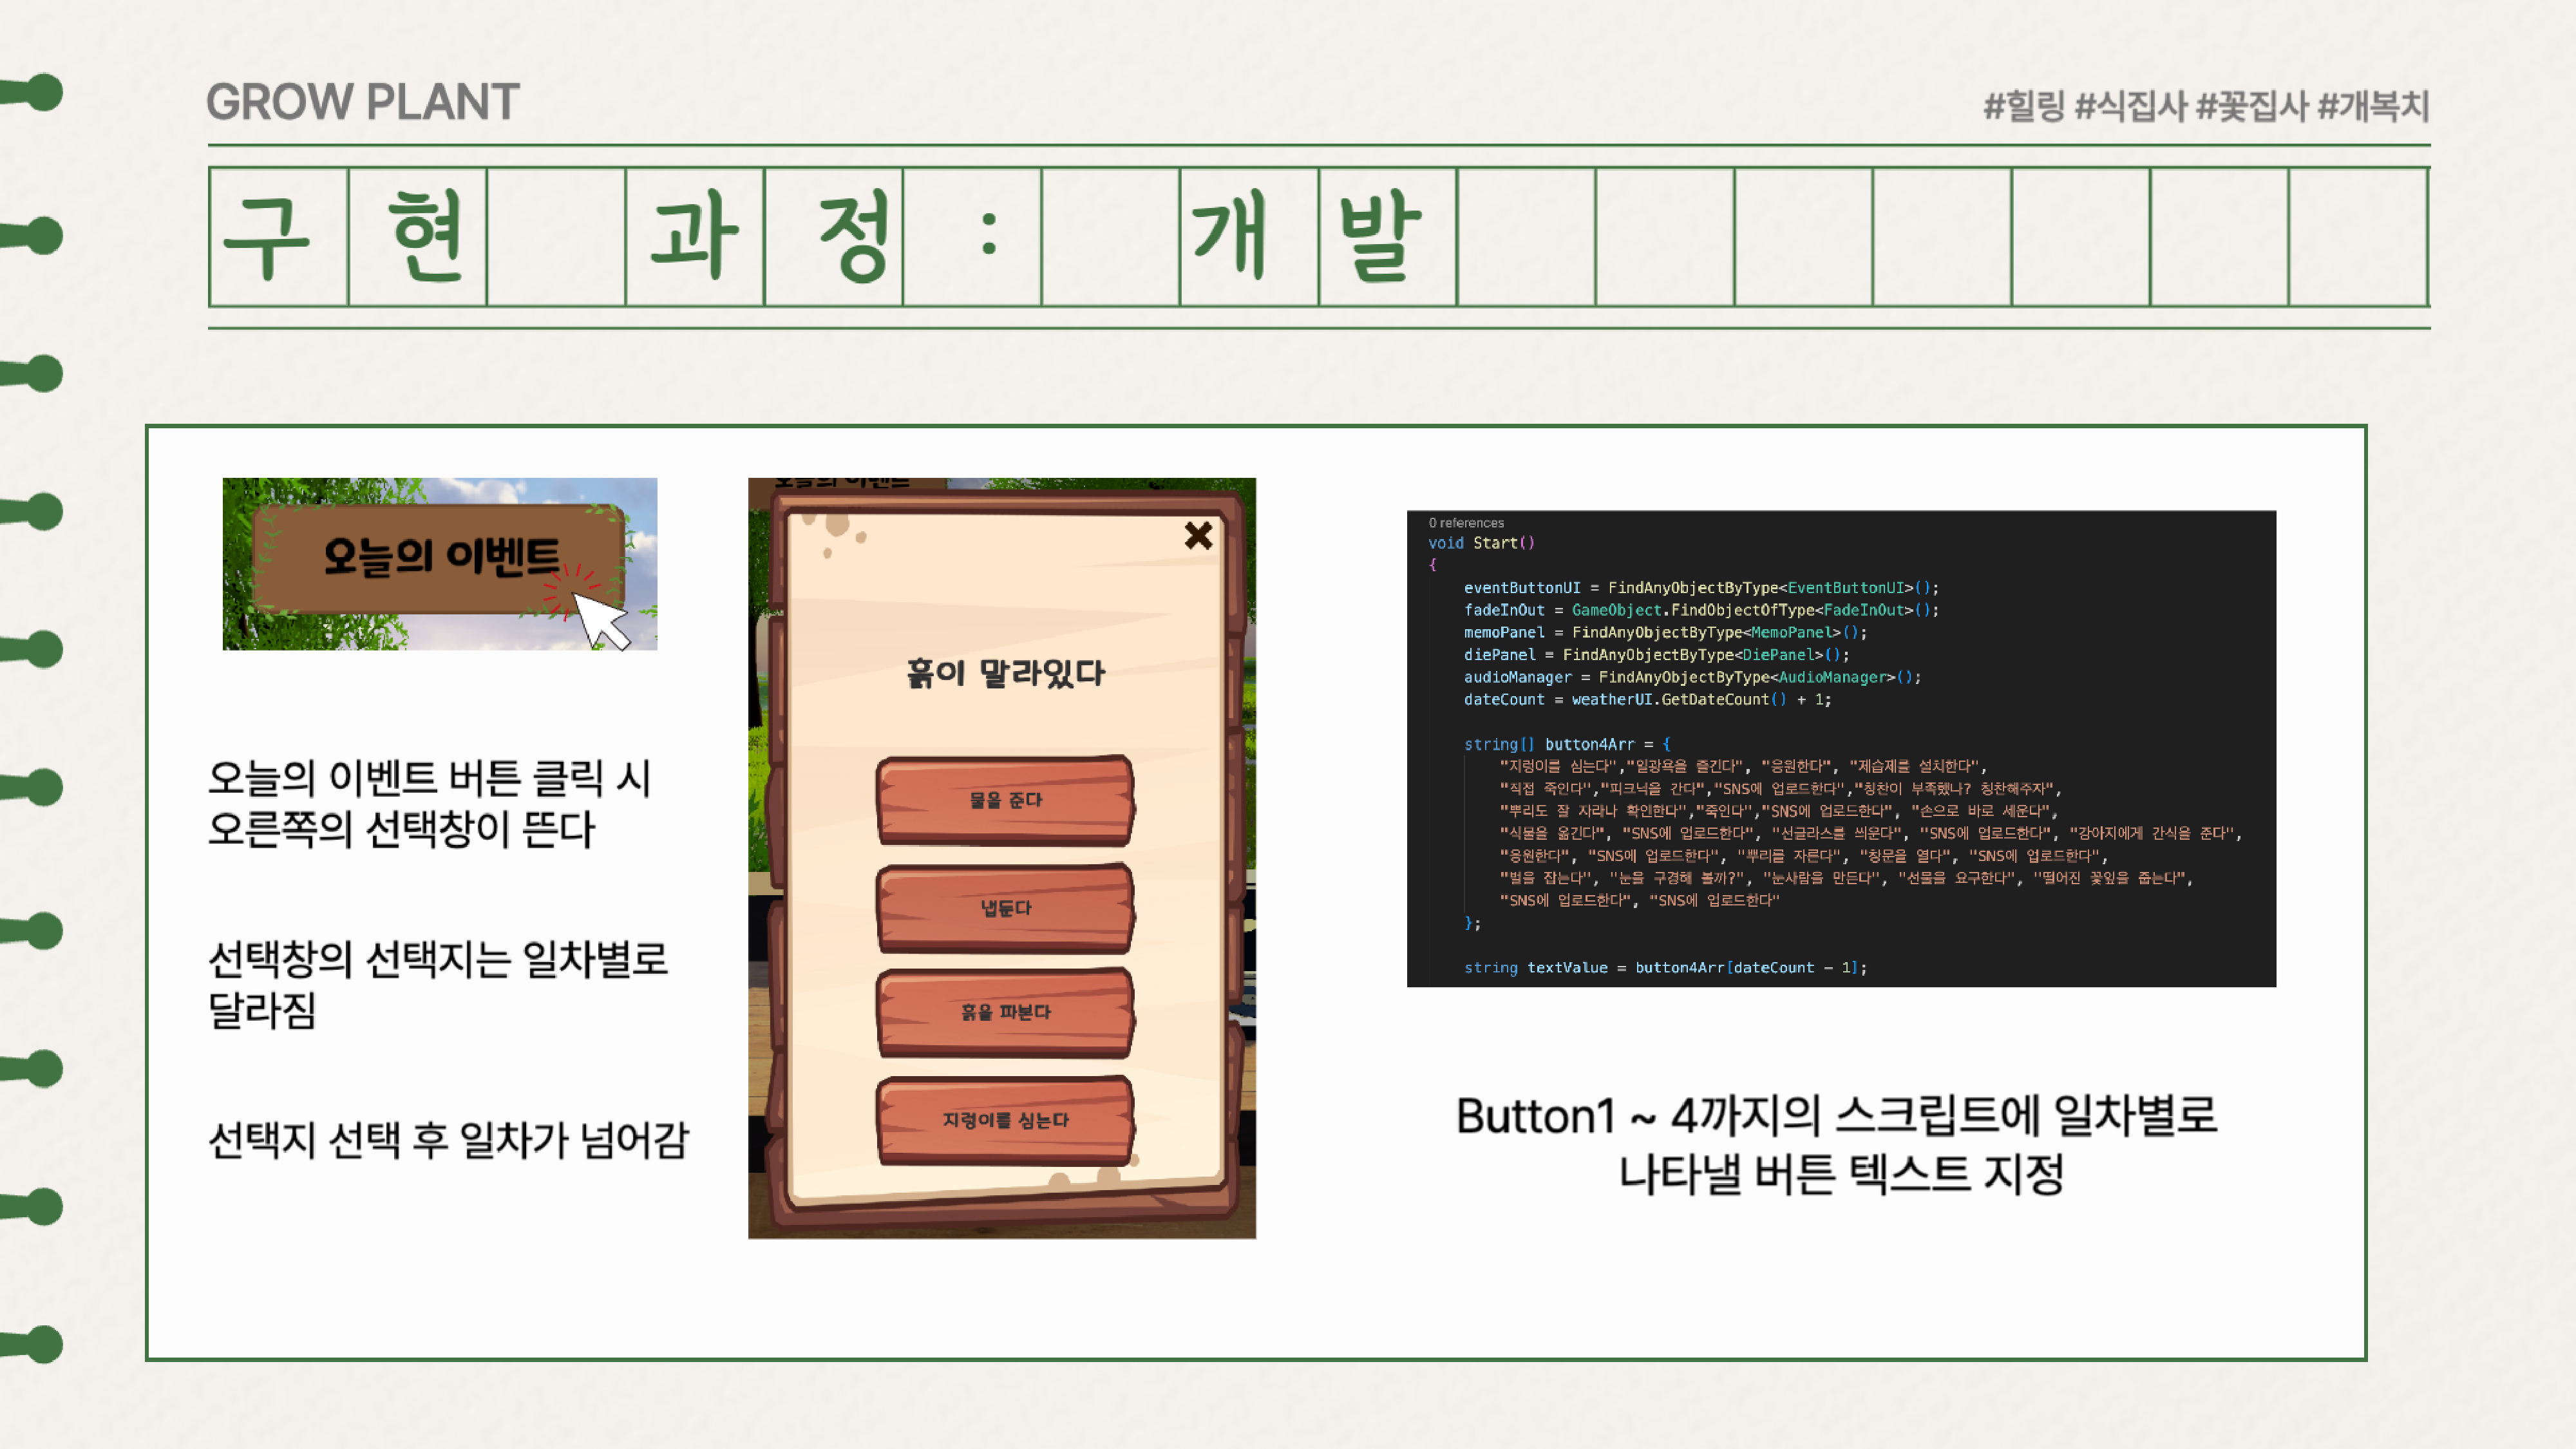 GROW PLANT
#힐링 #식집사 #꽃집사 #개복치
구현 과정: 개발
오늘의 이벤트
오늘의 이벤트 버튼 클릭 시
오른쪽의 선택창이 뜬다
선택창의 선택지는 일차별로
달라짐
선택지 선택 후 일차가 넘어감
오늘의 이벤트
흙이 말라있다
물을 준다
냅둔다
흙을 파본다
지렁이를 심는다
0 references
void Start()
{
eventButtonUI = FindAnyObjectByType<EventButtonUI>();
fadeInOut = GameObject.FindObjectOfType<FadeInOut>();
memoPanel = FindAnyObjectByType<MemoPanel>();
diePanel = FindAnyObjectByType<DiePanel>();
audioManager = FindAnyObjectByType<AudioManager>();
dateCount = weatherUI.GetDateCount() + 1;
string[] button4Arr = {
"지렁이를 심는다","일광욕을 즐긴다", "응원한다", "제습제를 설치한다",
"직접 죽인다","피크닉을 간다","SNS에 업로드한다","칭찬이 부족했나? 칭찬해주자",
"뿌리도 잘 자라나 확인한다","죽인다","SNS에 업로드한다", "손으로 바로 세운다",
"식물을 옮긴다", "SNS에 업로드한다", "선글라스를 씌운다", "SNS에 업로드한다", "강아지에게 간식을 준다",
"응원한다", "SNS에 업로드한다", "뿌리를 자른다", "창문을 열다", "SNS에 업로드한다",
"벌을 잡는다", "눈을 구경해 볼까?", "눈사람을 만든다", "선물을 요구한다", "떨어진 꽃잎을 줍는다",
"SNS에 업로드한다", "SNS에 업로드한다"
};
string textValue = button4Arr[dateCount - 1];
Button1 ~ 4까지의 스크립트에 일차별로
나타낼 버튼 텍스트 지정